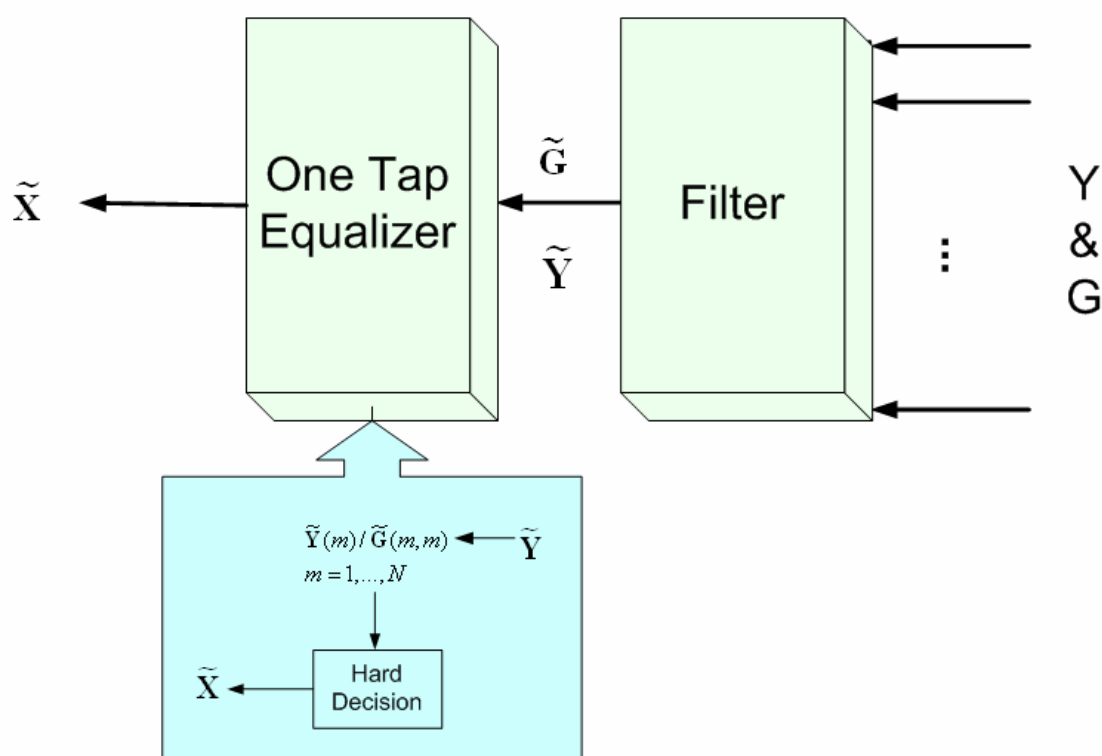 One Tap
Equalizer
Filter
G̃
Ỹ
X̃
Y
&
G
⋮
Ỹ(m)/G̃(m,m)
Ỹ
m=1,...,N
Hard
Decision
X̃